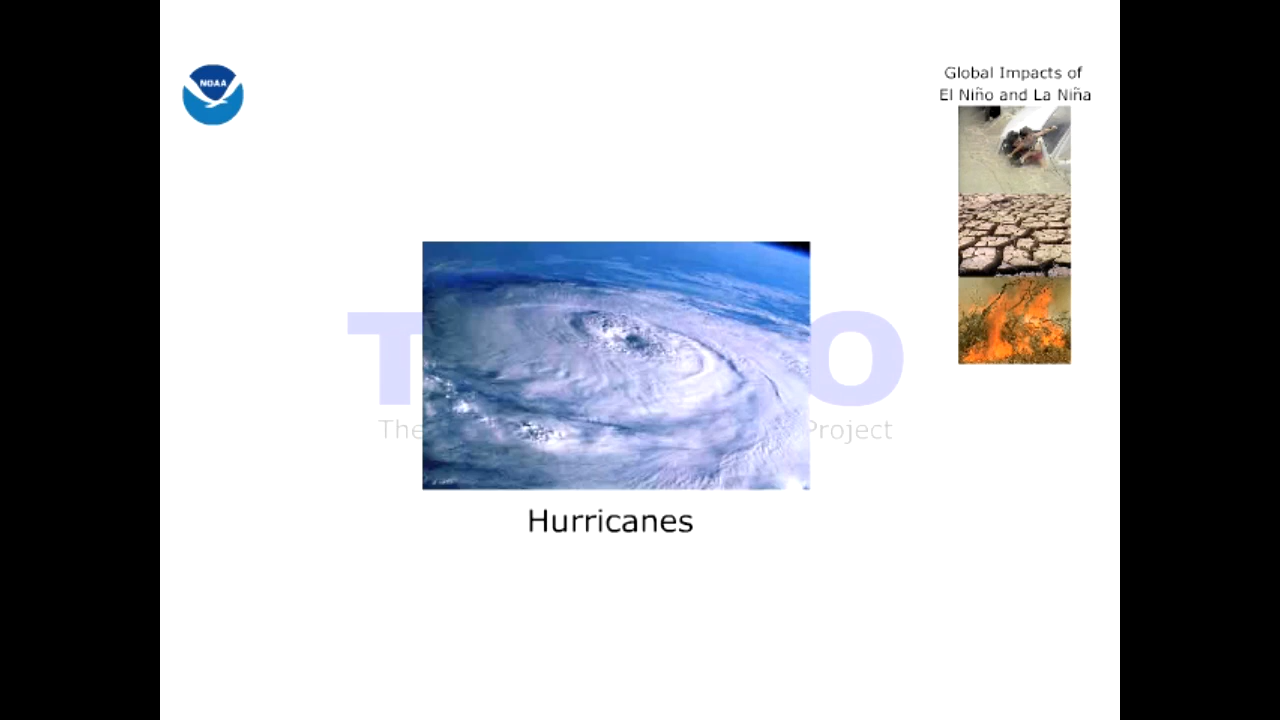 NOAA
Global Impacts of
El Niño and La Niña
T O
The Project
Hurricanes